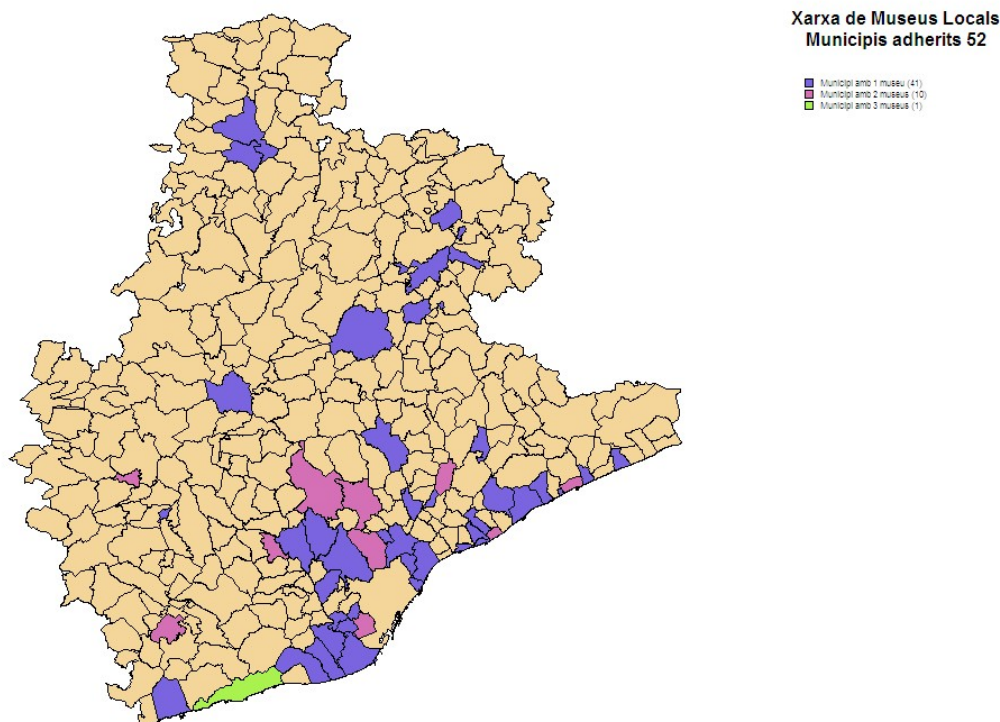 Xarxa de Museus Locals
Municipis adherits 52
Municipi amb 1 museu (41)
Municipi amb 2 museus (10)
Municipi amb 3 museus (1)